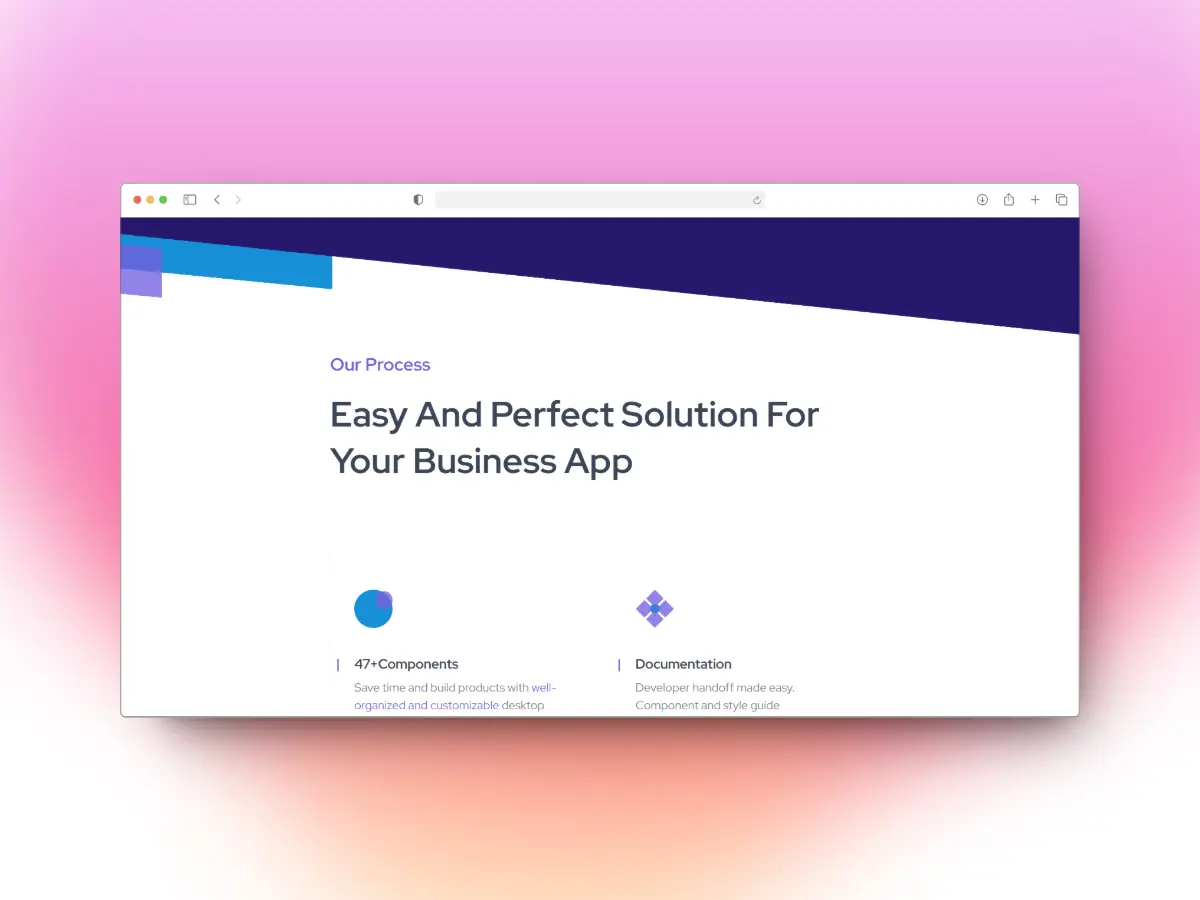 Our Process
Easy And Perfect Solution For
Your Business App
47+Components
Save time and build products with well-
organized and customizable desktop
Documentation
Developer handoff made easy.
Component and style guide